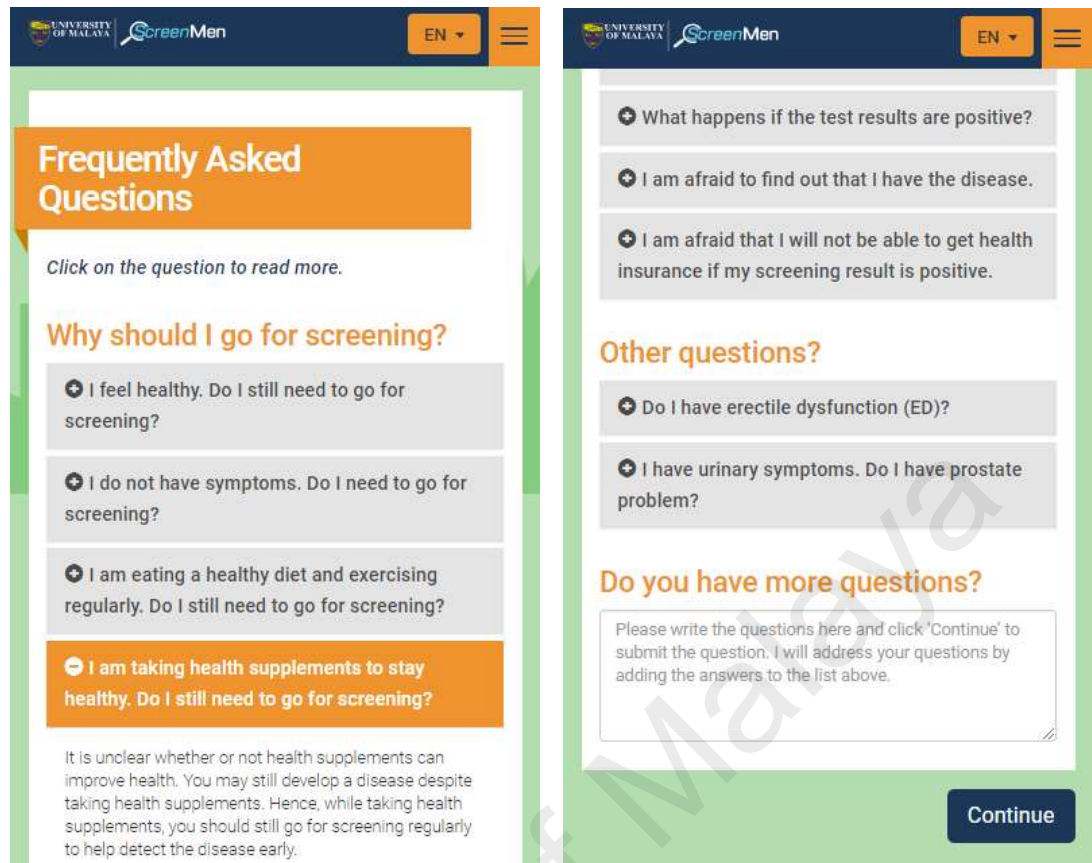 UNIVERSITY
OF MALAYA
ScreenMen
EN
Frequently Asked
Questions
Click on the question to read more.
Why should I go for screening?
I feel healthy. Do I still need to go for
screening?
I do not have symptoms. Do I need to go for
screening?
I am eating a healthy diet and exercising
regularly. Do I still need to go for screening?
I am taking health supplements to stay
healthy. Do I still need to go for screening?
It is unclear whether or not health supplements can
improve health. You may still develop a disease despite
taking health supplements. Hence, while taking health
supplements, you should still go for screening regularly
to help detect the disease early.
UNIVERSITY
OF MALAYA
ScreenMen
EN
What happens if the test results are positive?
I am afraid to find out that I have the disease.
I am afraid that I will not be able to get health
insurance if my screening result is positive.
Other questions?
Do I have erectile dysfunction (ED)?
I have urinary symptoms. Do I have prostate
problem?
Do you have more questions?
Please write the questions here and click 'Continue' to
submit the question. I will address your questions by
adding the answers to the list above.
Continue
of Malaya